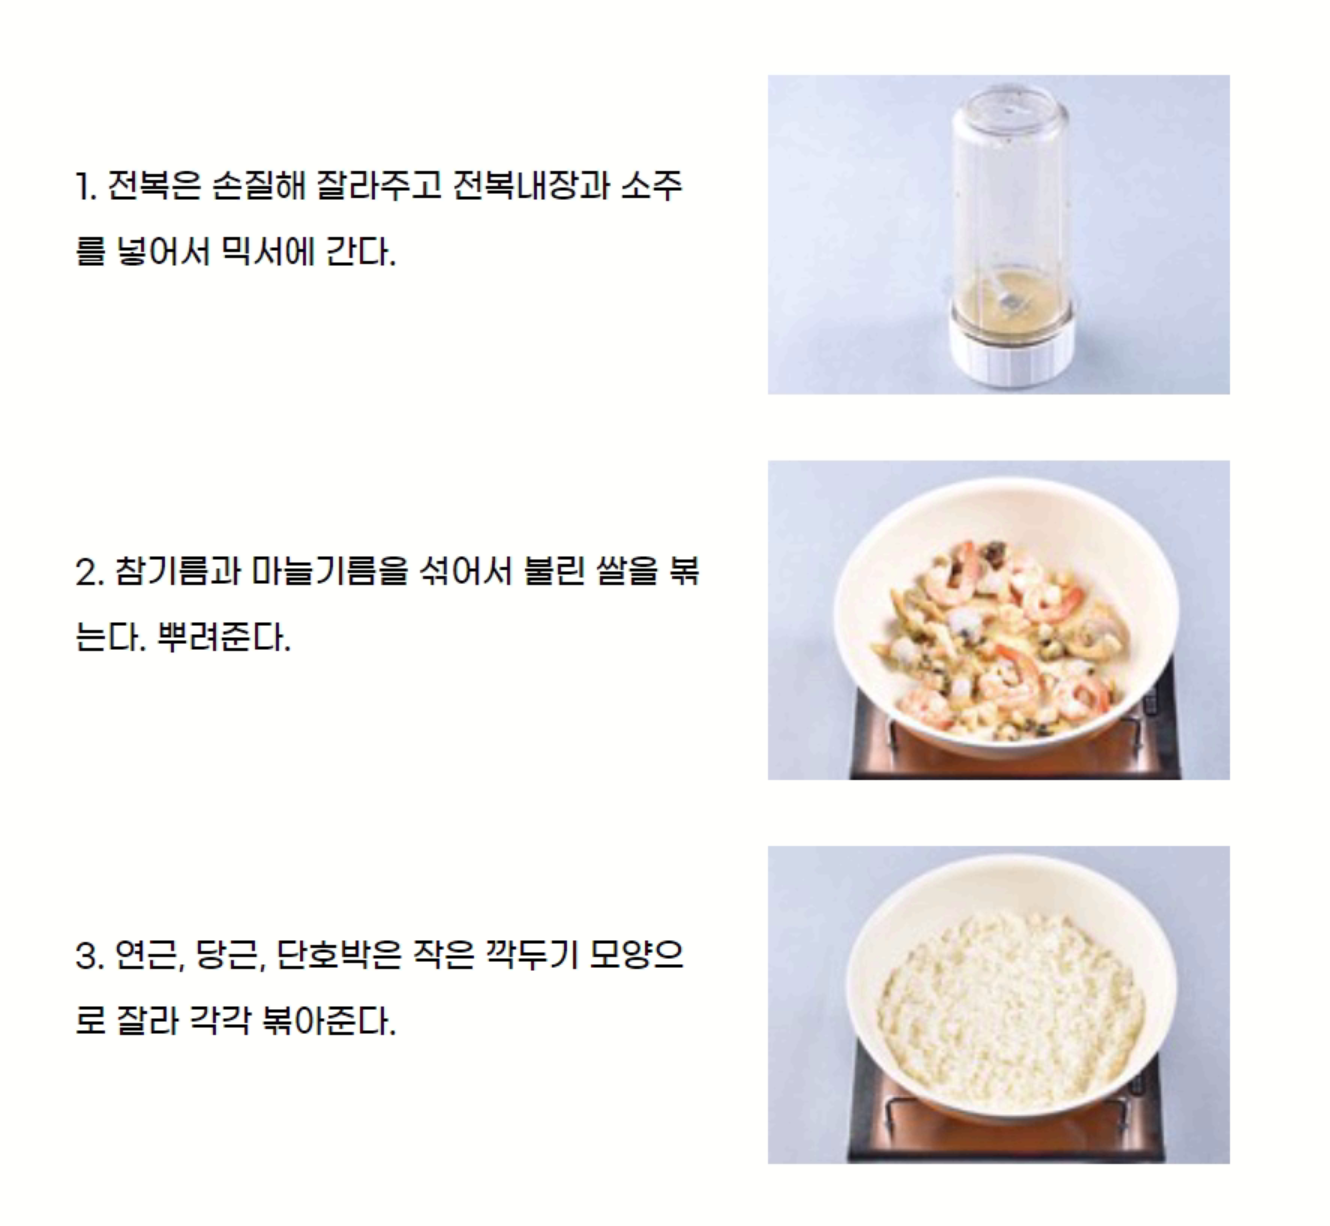 1. 전복은 손질해 잘라주고 전복내장과 소주
를 넣어서 믹서에 간다.
2. 참기름과 마늘기름을 섞어서 불린 쌀을 볶
는다. 뿌려준다.
3. 연근, 당근, 단호박은 작은 깍두기 모양으
로 잘라 각각 볶아준다.